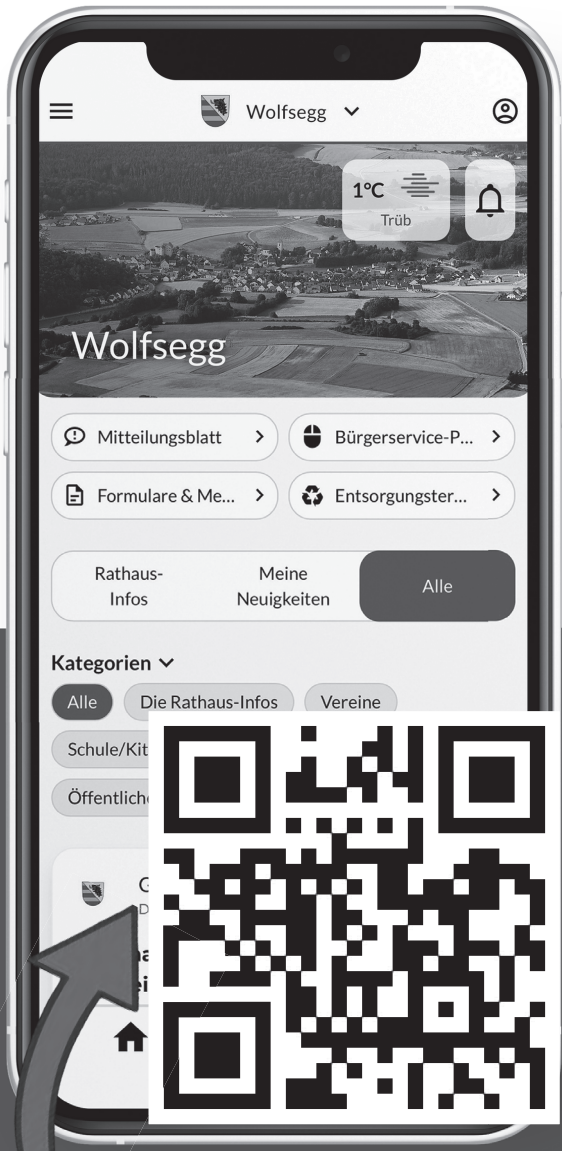 Wolfsegg
1°C
Trüb
Wolfsegg
Mitteilungsblatt
Bürgerservice-P...
Formulare & Me...
Entsorgungster...
Rathaus-
Infos
Meine
Neuigkeiten
Alle
Kategorien
Alle
Die Rathaus-Infos
Vereine
Schule/Kit
Öffentlich